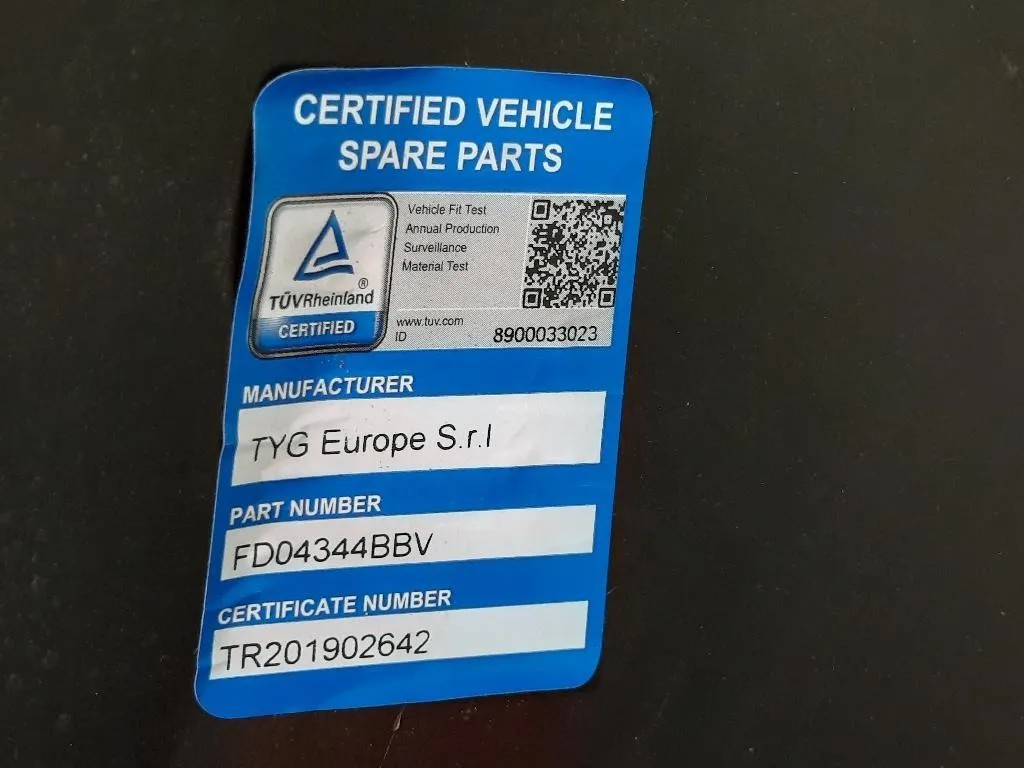 CERTIFIED VEHICLE
SPARE PARTS
TÜVRheinland®
CERTIFIED
Vehicle Fit Test
Annual Production
Surveillance
Material Test
www.tuv.com
ID 8900033023
MANUFACTURER
TYG Europe S.r.l
PART NUMBER
FD04344BBV
CERTIFICATE NUMBER
TR201902642